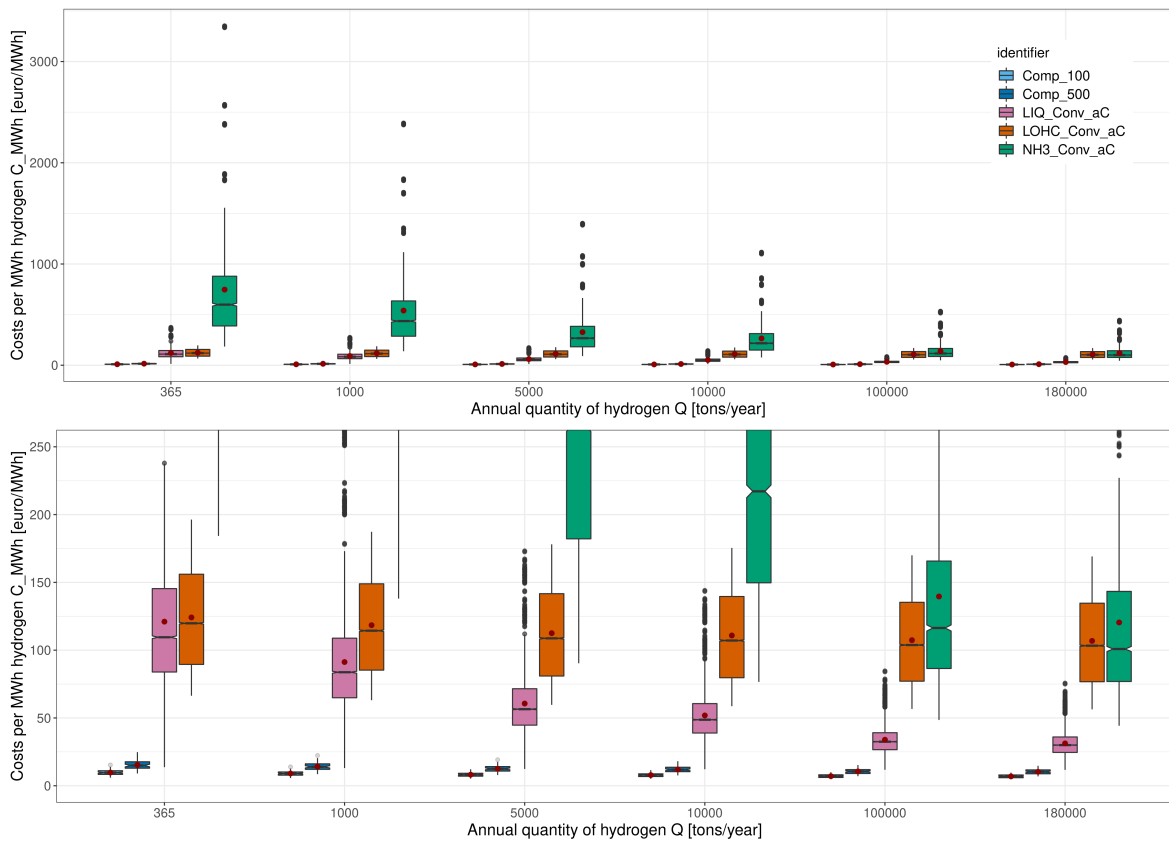 Costs per MWh hydrogen C_MWh [euro/MWh]
3000
2000
1000
0
identifier
Comp_100
Comp_500
LIQ_Conv_aC
LOHC_Conv_aC
NH3_Conv_aC
365 1000 5000 10000 100000 180000
Annual quantity of hydrogen Q [tons/year]
Costs per MWh hydrogen C_MWh [euro/MWh]
250
200
150
100
50
0
365 1000 5000 10000 100000 180000
Annual quantity of hydrogen Q [tons/year]